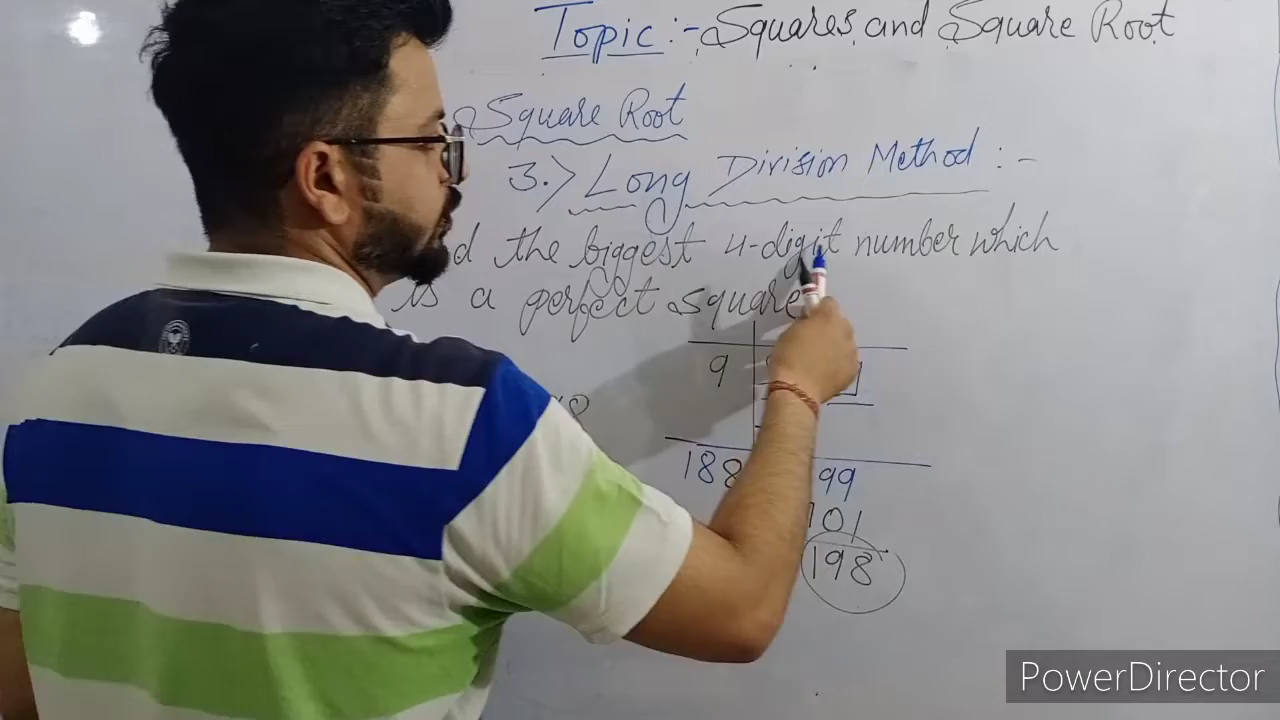 Topic :- Squares and Square Root
Square Root
3.> Long Division Method :-
the biggest 4-digit number which
is a perfect square
9
188 99
101
198
PowerDirector